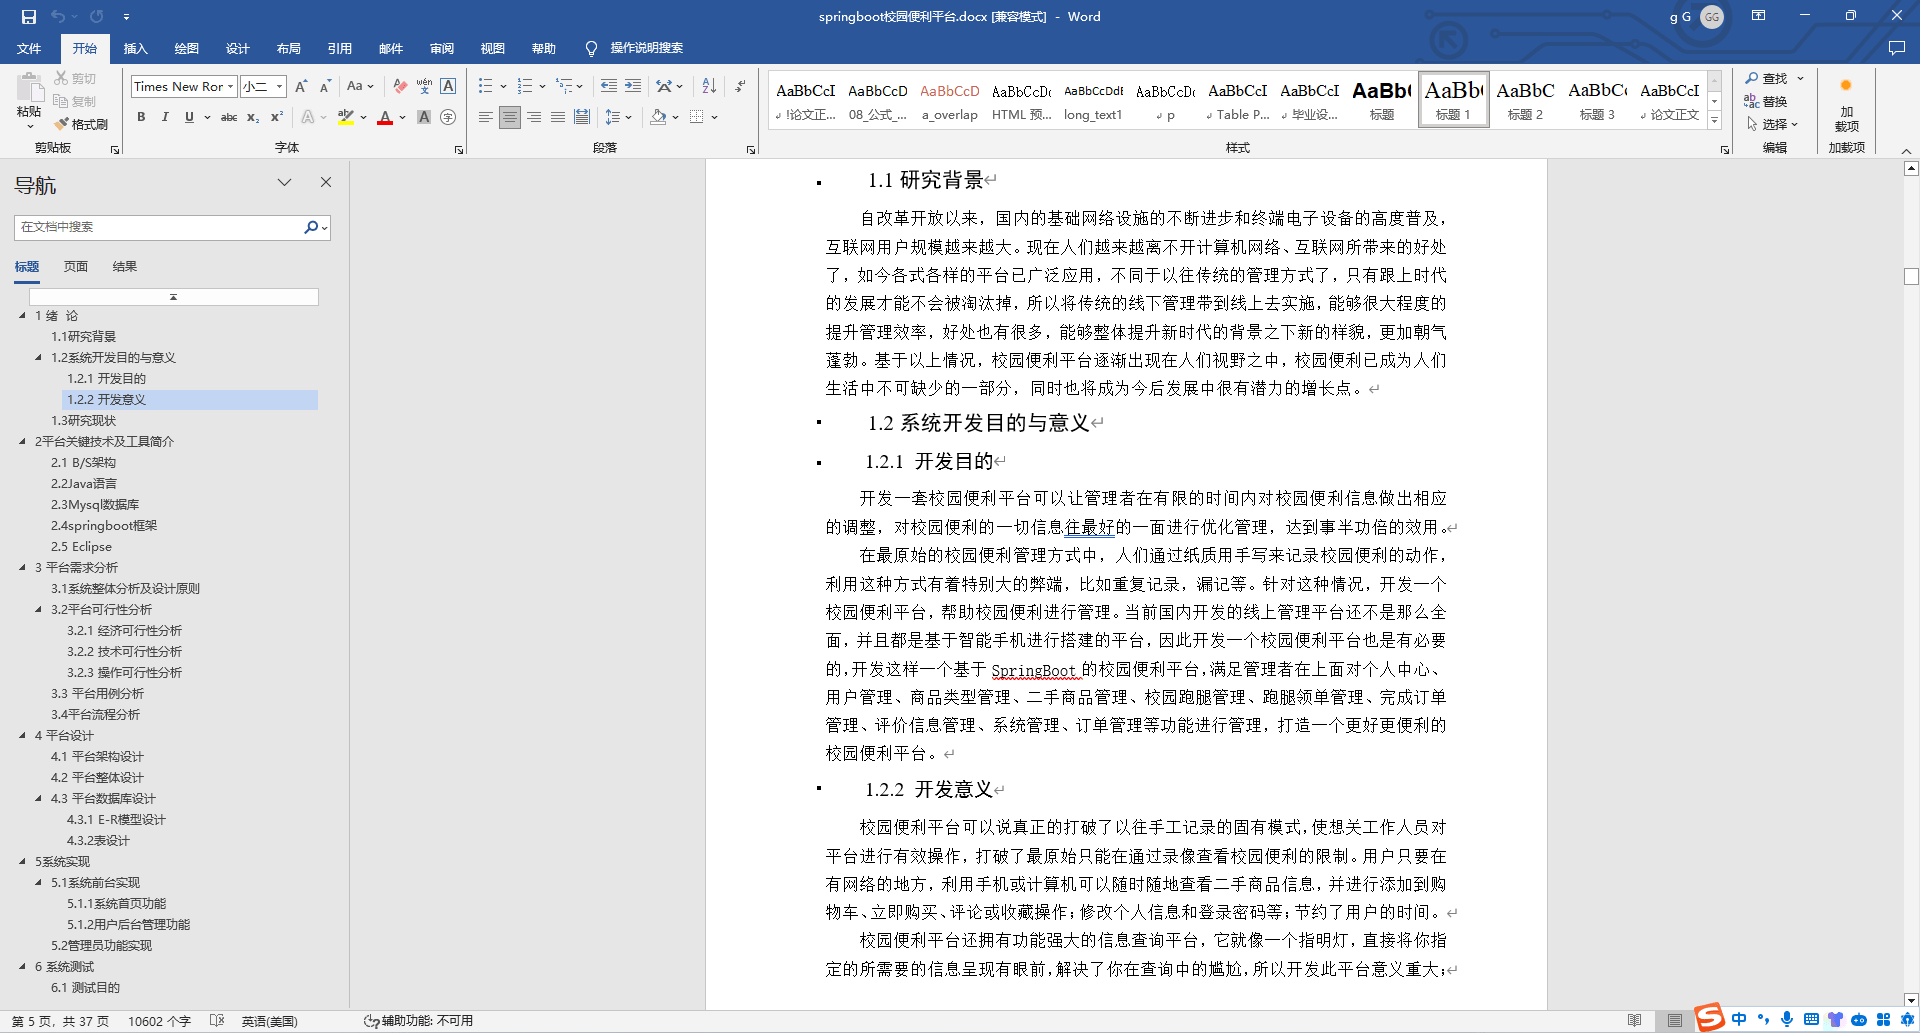 springboot校园便利平台.docx [兼容模式] - Word
g G
GG
文件 开始 插入 绘图 设计 布局 引用 邮件 审阅 视图 帮助 操作说明搜索
粘贴
剪切
复制
格式刷
剪贴板
Times New Ror 小二
字体
段落
AaBbCcI AaBbCcD AaBbCcD AaBbCcDc AaBbCcDdE AaBbCcDc AaBbCcI AaBbCcI AaBb( AaBb( AaBbC AaBbC( AaBbCcI
!论文正... 08_公式_... a_overlap HTML 预... long_text1 p Table P... 毕业设... 标题 标题 1 标题 2 标题 3 论文正文
样式
查找
替换
选择
编辑
加载项
加载项
导航
在文档中搜索
标题 页面 结果
1 绪 论
1.1研究背景
1.2系统开发目的与意义
1.2.1 开发目的
1.2.2 开发意义
1.3研究现状
2平台关键技术及工具简介
2.1 B/S架构
2.2Java语言
2.3Mysql数据库
2.4springboot框架
2.5 Eclipse
3 平台需求分析
3.1系统整体分析及设计原则
3.2平台可行性分析
3.2.1 经济可行性分析
3.2.2 技术可行性分析
3.2.3 操作可行性分析
3.3 平台用例分析
3.4平台流程分析
4 平台设计
4.1 平台架构设计
4.2 平台整体设计
4.3 平台数据库设计
4.3.1 E-R模型设计
4.3.2表设计
5系统实现
5.1系统前台实现
5.1.1系统首页功能
5.1.2用户后台管理功能
5.2管理员功能实现
6 系统测试
6.1 测试目的
1.1 研究背景
自改革开放以来，国内的基础网络设施的不断进步和终端电子设备的高度普及，
互联网用户规模越来越大。现在人们越来越离不开计算机网络、互联网所带来的好处
了，如今各式各样的平台已广泛应用，不同于以往传统的管理方式了，只有跟上时代
的发展才能不会被淘汰掉，所以将传统的线下管理带到线上去实施，能够很大程度的
提升管理效率，好处也有很多，能够整体提升新时代的背景之下新的样貌，更加朝气
蓬勃。基于以上情况，校园便利平台逐渐出现在人们视野之中，校园便利已成为人们
生活中不可缺少的一部分，同时也将成为今后发展中很有潜力的增长点。
1.2 系统开发目的与意义
1.2.1 开发目的
开发一套校园便利平台可以让管理者在有限的时间内对校园便利信息做出相应
的调整，对校园便利的一切信息往最好的一面进行优化管理，达到事半功倍的效用。
在最原始的校园便利管理方式中，人们通过纸质用手写来记录校园便利的动作，
利用这种方式有着特别大的弊端，比如重复记录，漏记等。针对这种情况，开发一个
校园便利平台，帮助校园便利进行管理。当前国内开发的线上管理平台还不是那么全
面，并且都是基于智能手机进行搭建的平台，因此开发一个校园便利平台也是有必要
的，开发这样一个基于 SpringBoot 的校园便利平台，满足管理者在上面对个人中心、
用户管理、商品类型管理、二手商品管理、校园跑腿管理、跑腿领单管理、完成订单
管理、评价信息管理、系统管理、订单管理等功能进行管理，打造一个更好更便利的
校园便利平台。
1.2.2 开发意义
校园便利平台可以说真正的打破了以往手工记录的固有模式，使想关工作人员对
平台进行有效操作，打破了最原始只能在通过录像查看校园便利的限制。用户只要在
有网络的地方，利用手机或计算机可以随时随地查看二手商品信息，并进行添加到购
物车、立即购买、评论或收藏操作；修改个人信息和登录密码等；节约了用户的时间。
校园便利平台还拥有功能强大的信息查询平台，它就像一个指明灯，直接将你指
定的所需要的信息呈现有眼前，解决了你在查询中的尴尬，所以开发此平台意义重大；
第 5 页，共 37 页 10602 个字 英语(美国) 辅助功能: 不可用
中